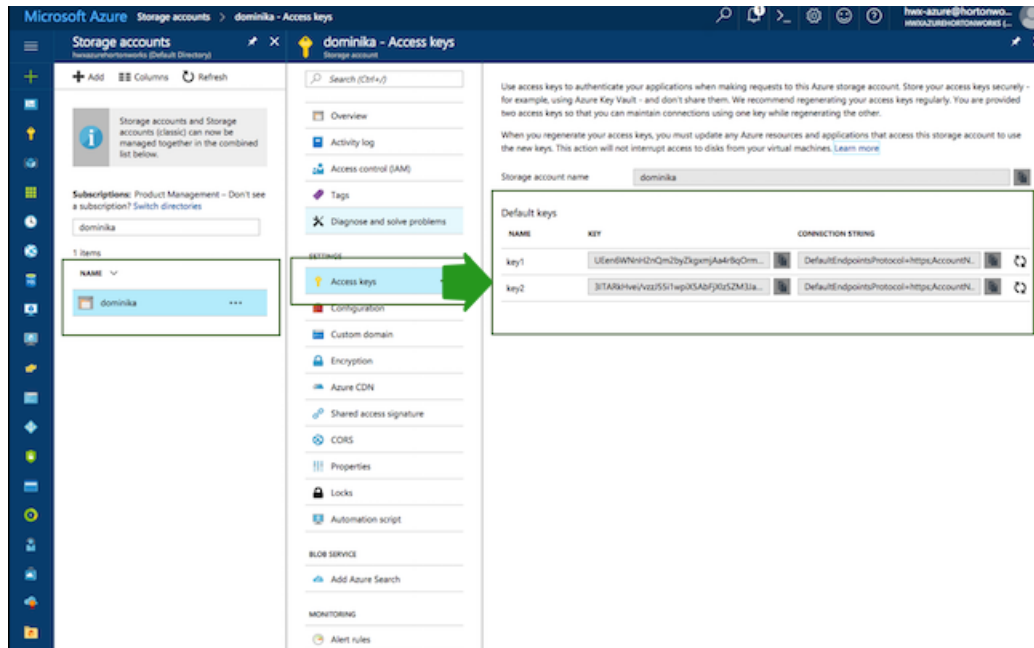 Microsoft Azure Storage accounts > dominika - Access keys
hwx-azure@hortonwo...
HWXAZUREHORTONWORKS (...
Storage accounts
hwxazurehortonworks (Default Directory)
Add Columns Refresh
Storage accounts and Storage
accounts (classic) can now be
managed together in the combined
list below.
Subscriptions: Product Management – Don't see
a subscription? Switch directories
dominika
1 items
NAME
dominika
dominika - Access keys
Storage account
Search (Ctrl+/)
Overview
Activity log
Access control (IAM)
Tags
Diagnose and solve problems
SETTINGS
Access keys
Configuration
Custom domain
Encryption
Azure CDN
Shared access signature
CORS
Properties
Locks
Automation script
BLOB SERVICE
Add Azure Search
MONITORING
Alert rules
Use access keys to authenticate your applications when making requests to this Azure storage account. Store your access keys securely -
for example, using Azure Key Vault - and don't share them. We recommend regenerating your access keys regularly. You are provided
two access keys so that you can maintain connections using one key while regenerating the other.
When you regenerate your access keys, you must update any Azure resources and applications that access this storage account to use
the new keys. This action will not interrupt access to disks from your virtual machines. Learn more
Storage account name dominika
Default keys
NAME KEY CONNECTION STRING
key1 DefaultEndpointsProtocol=https;AccountN..
key2 DefaultEndpointsProtocol=https;AccountN..